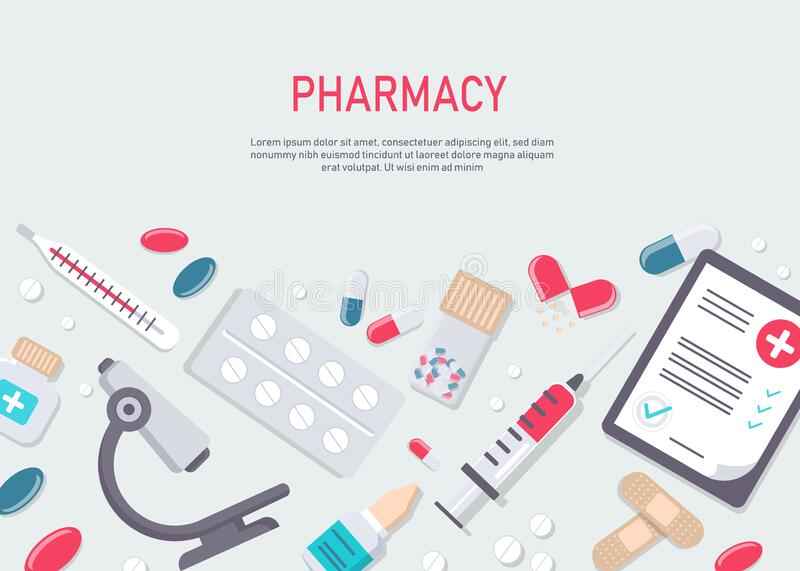 PHARMACY
Lorem ipsum dolor sit amet, consectetuer adipiscing elit, sed diam
nonummy nibh euismod tincidunt ut laoreet dolore magna aliquam
erat volutpat. Ut wisi enim ad minim
dreamstime